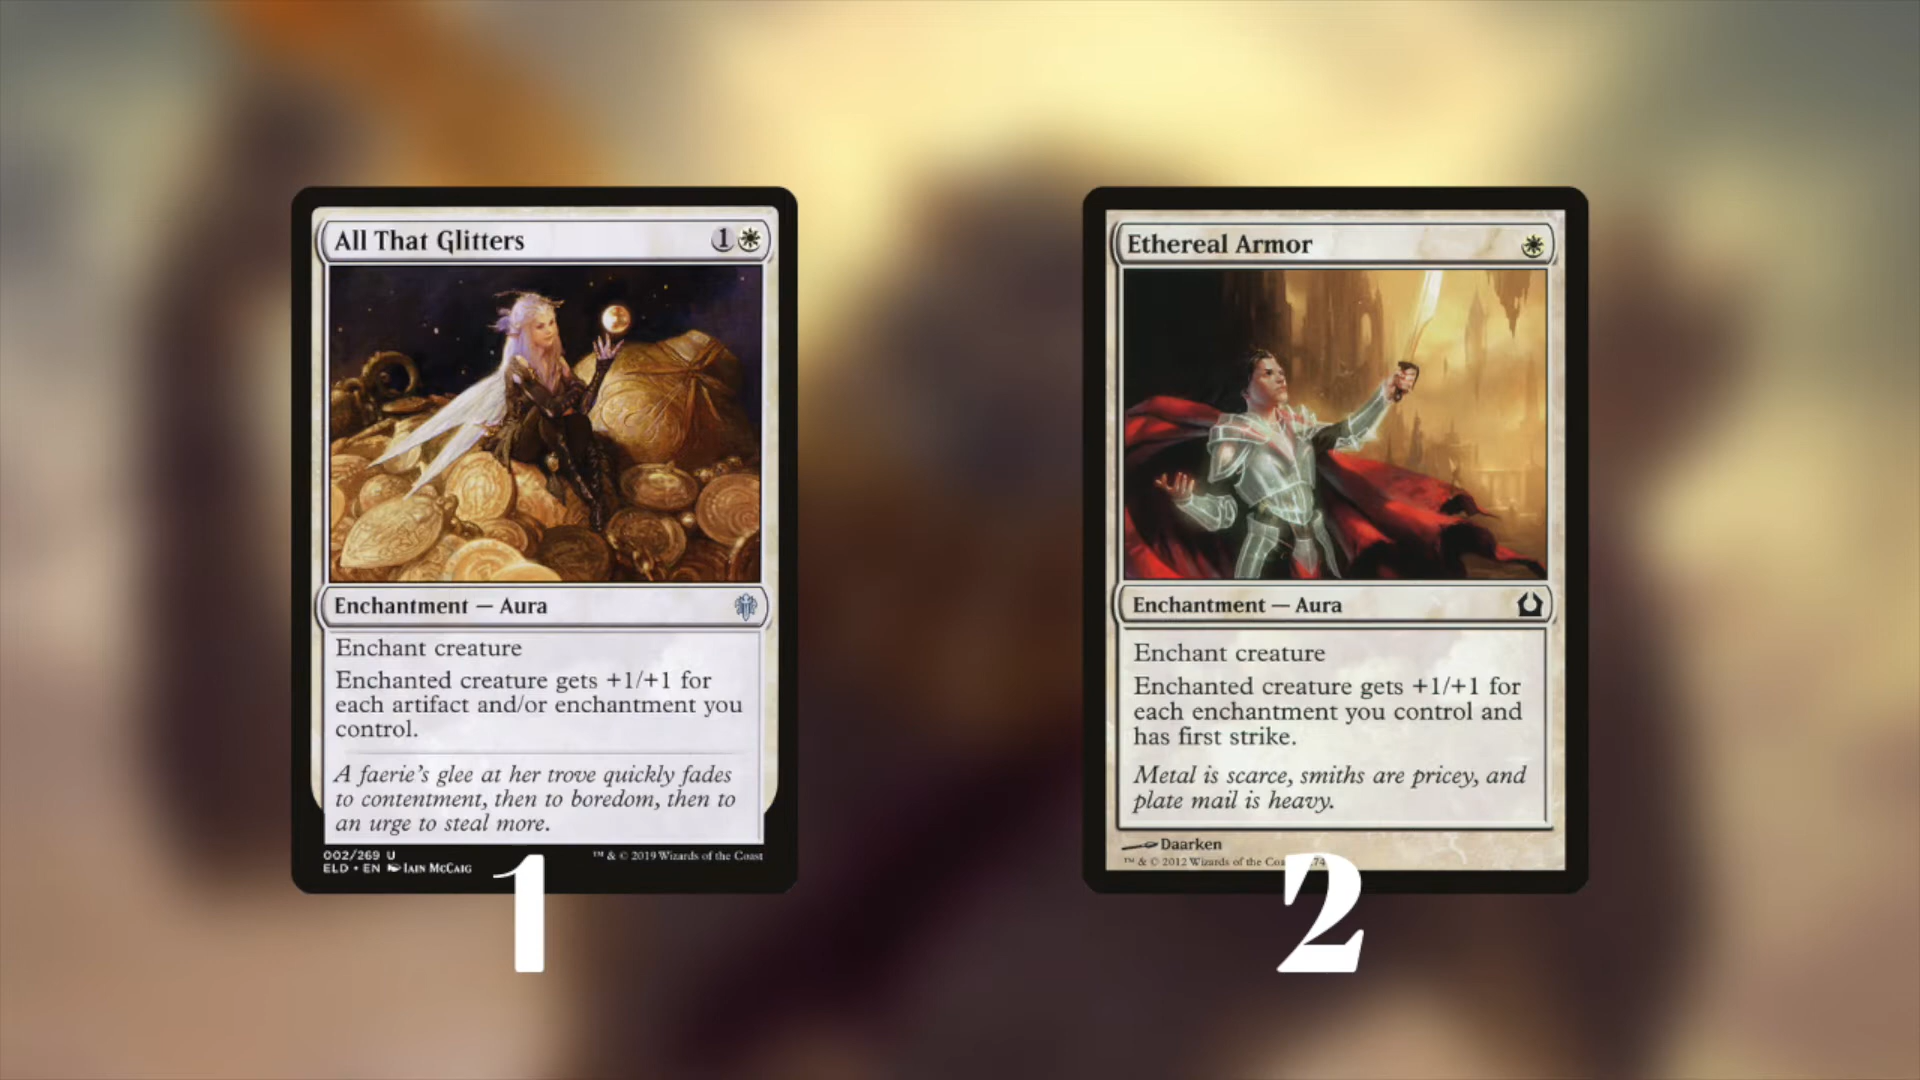 All That Glitters 1
Enchantment — Aura
Enchant creature
Enchanted creature gets +1/+1 for
each artifact and/or enchantment you
control.
A faerie's glee at her trove quickly fades
to contentment, then to boredom, then to
an urge to steal more.
002/269 U
ELD • EN Iain McCaig
™ & © 2019 Wizards of the Coast
1
Ethereal Armor
Enchantment — Aura
Enchant creature
Enchanted creature gets +1/+1 for
each enchantment you control and
has first strike.
Metal is scarce, smiths are pricey, and
plate mail is heavy.
Daarken
™ & © 2012 Wizards of the
2